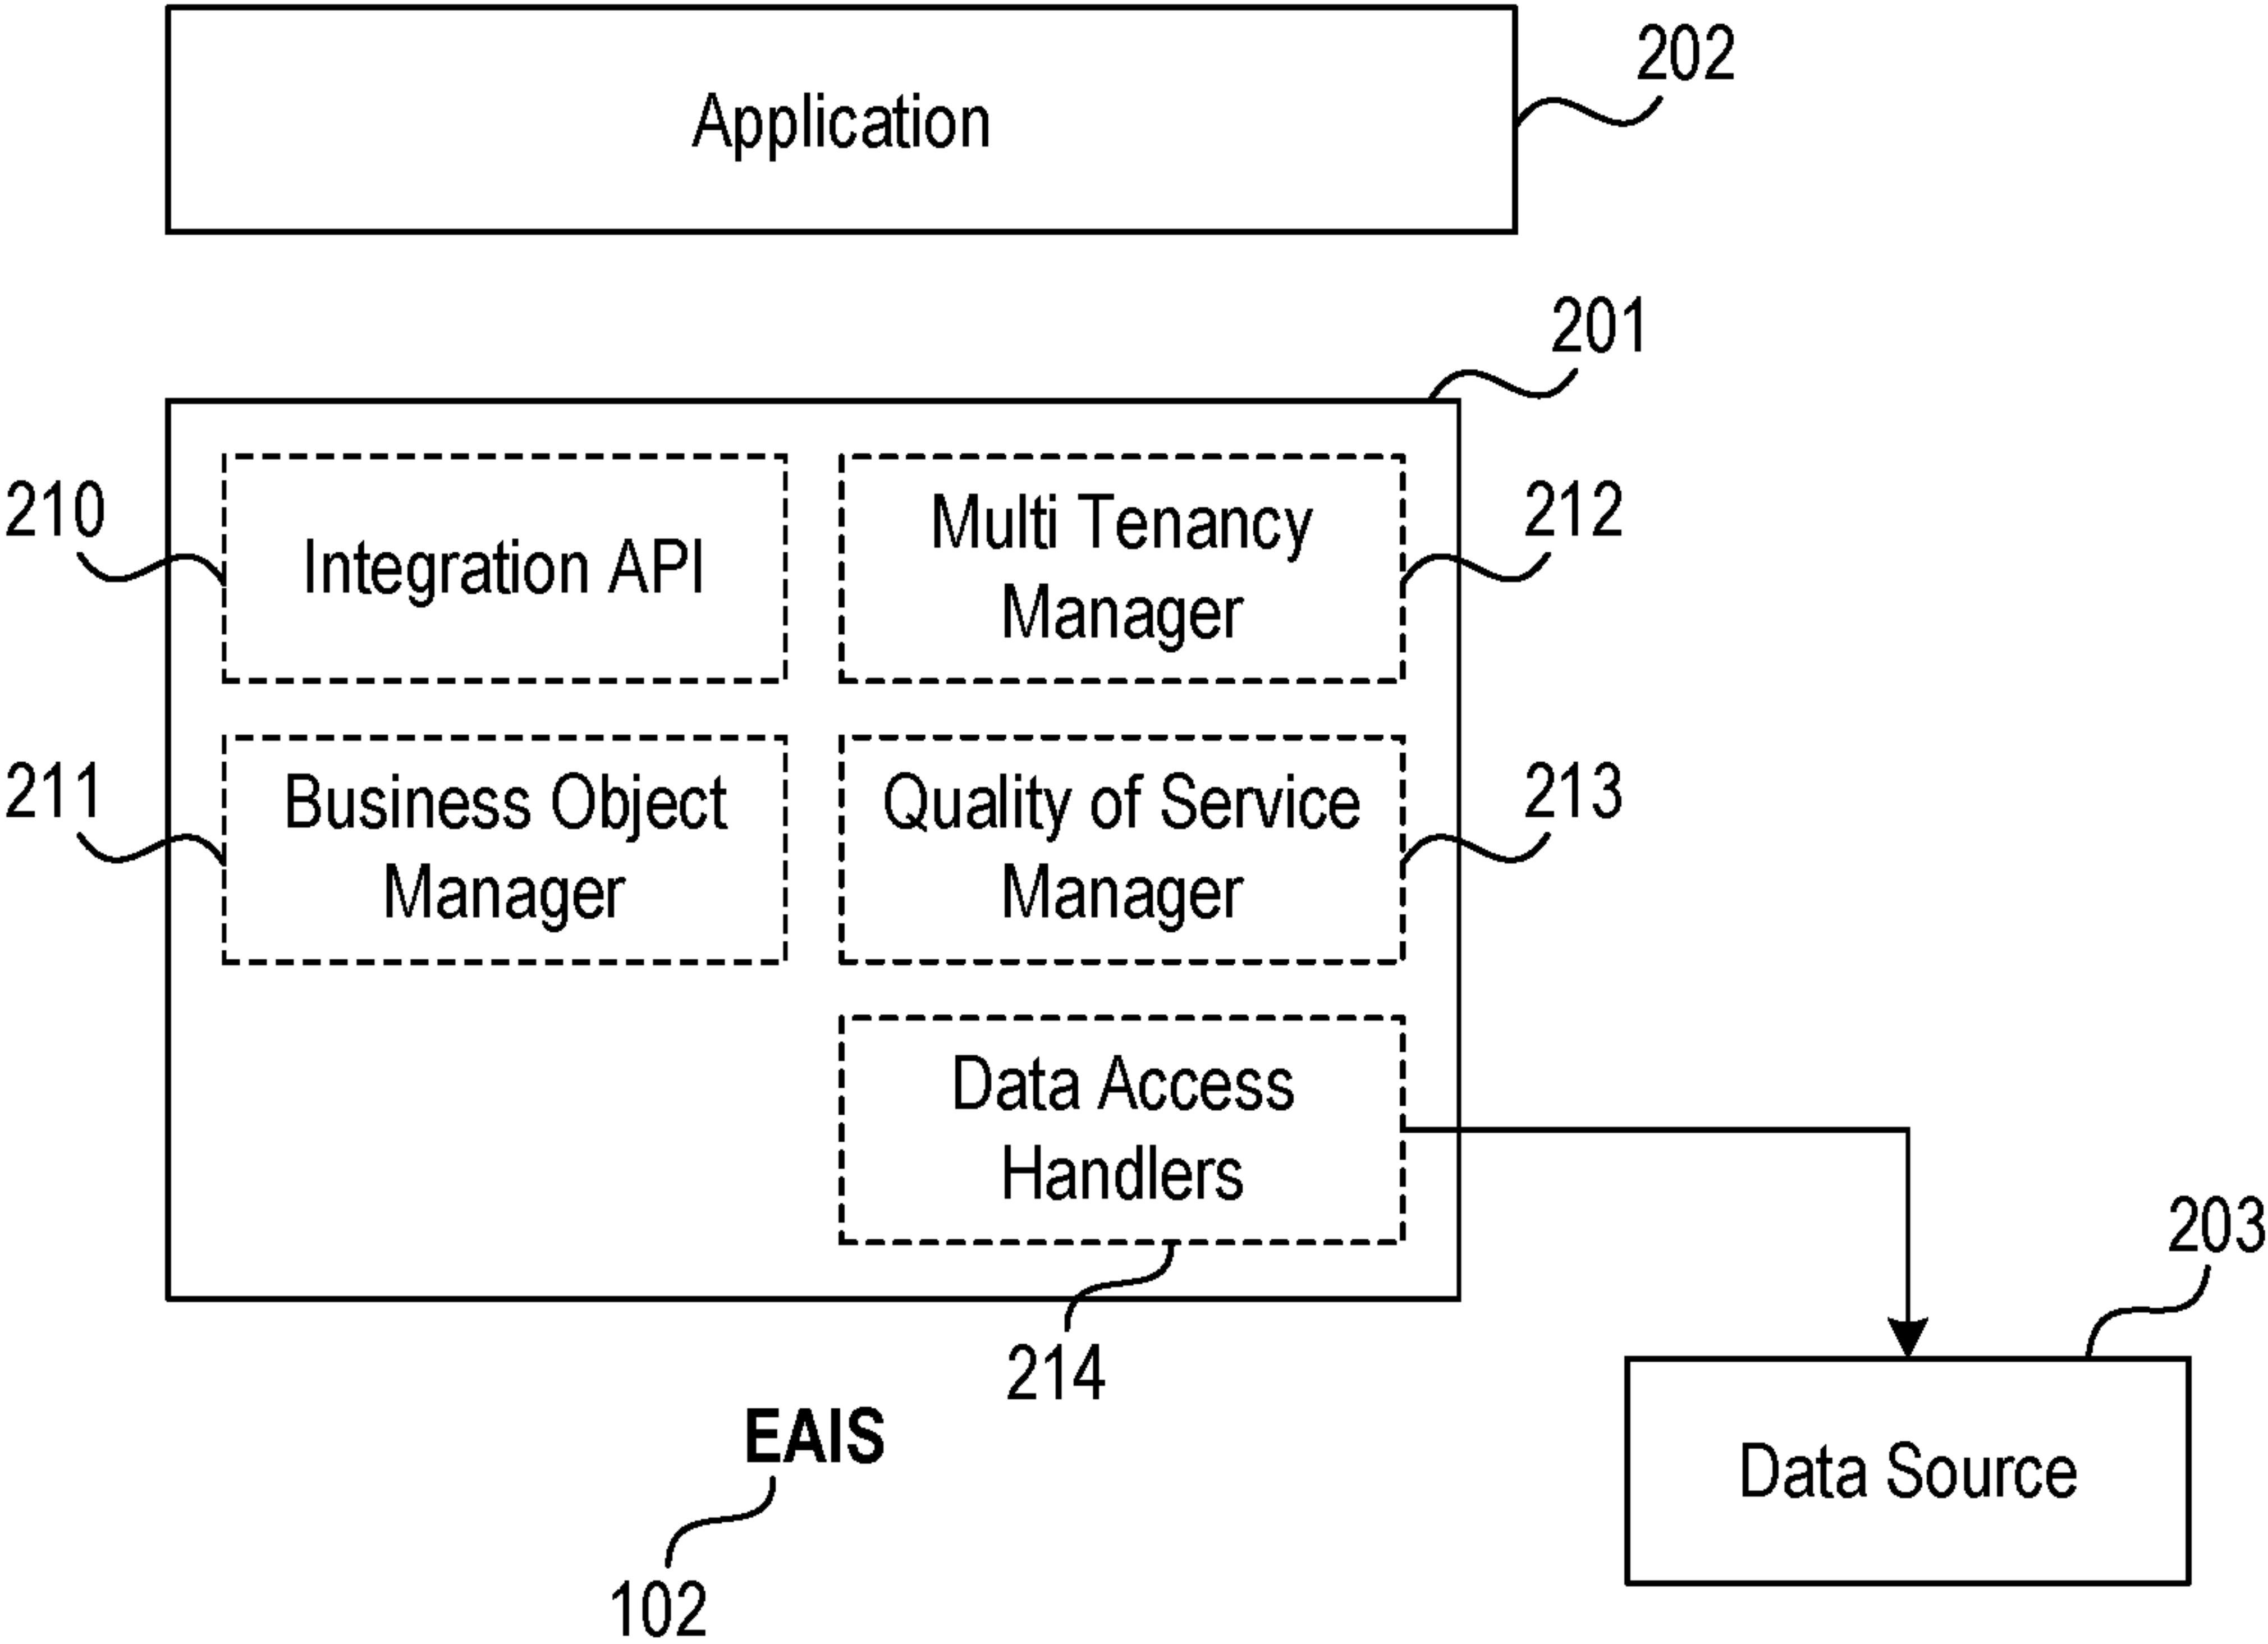 202
Application
201
210
Integration API
Multi Tenancy
Manager
212
211
Business Object
Manager
Quality of Service
Manager
213
Data Access
Handlers
214
203
Data Source
EAIS
102